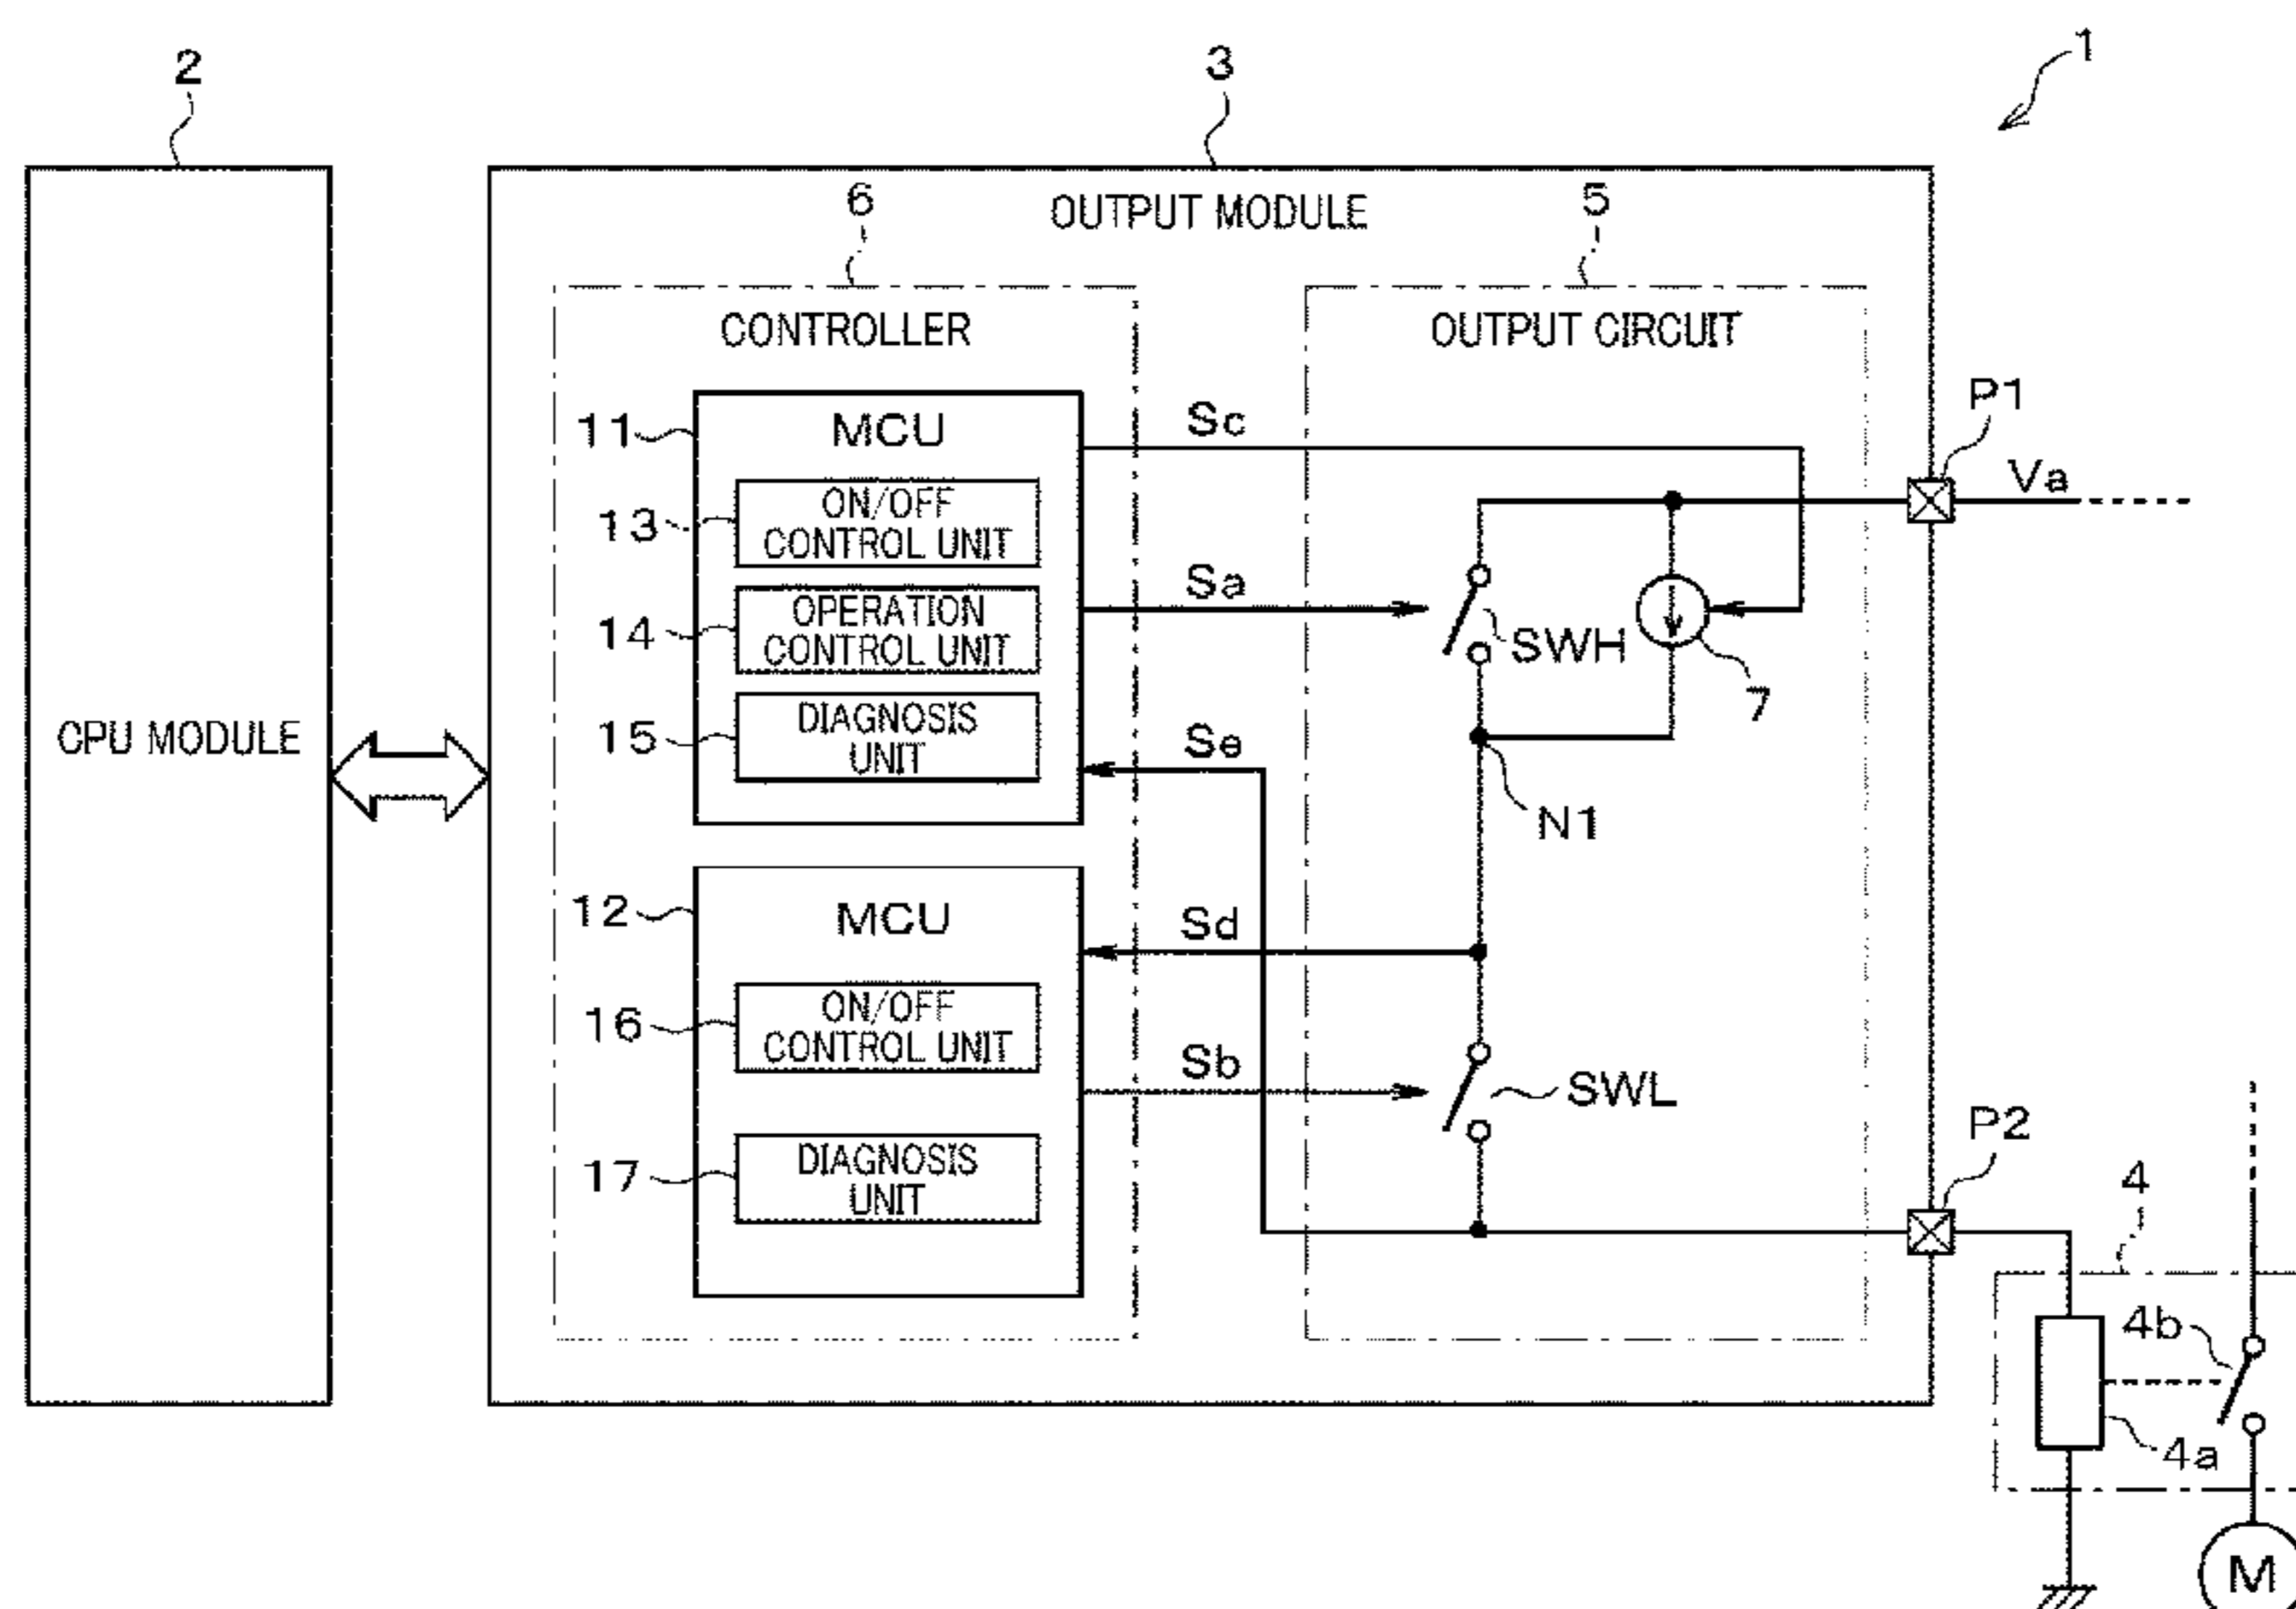 1
2
3
OUTPUT MODULE
6
5
CONTROLLER
OUTPUT CIRCUIT
CPU MODULE
11
MCU
13
ON/OFF
CONTROL UNIT
14
OPERATION
CONTROL UNIT
15
DIAGNOSIS
UNIT
Sc
Sa
Se
SWH
7
N1
P1
Va
12
MCU
16
ON/OFF
CONTROL UNIT
17
DIAGNOSIS
UNIT
Sd
Sb
SWL
P2
4
4b
4a
M